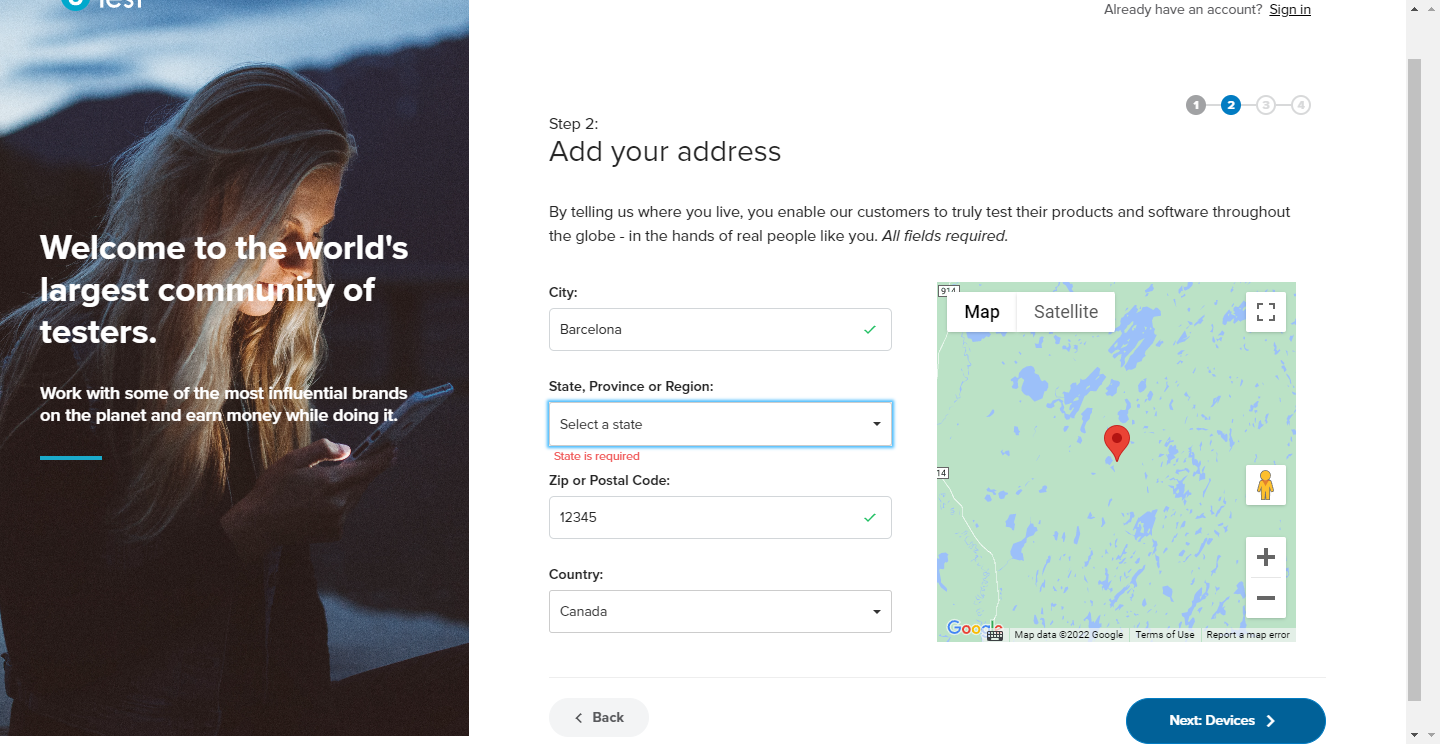 Test
Already have an account? Sign in
1 2 3 4
Step 2:
Add your address
By telling us where you live, you enable our customers to truly test their products and software throughout
the globe - in the hands of real people like you. All fields required.
Welcome to the world's
largest community of
testers.
Work with some of the most influential brands
on the planet and earn money while doing it.
City:
Barcelona
State, Province or Region:
Select a state
State is required
Zip or Postal Code:
12345
Country:
Canada
914
Map Satellite
14
Google
Map data ©2022 Google Terms of Use Report a map error
Back
Next: Devices